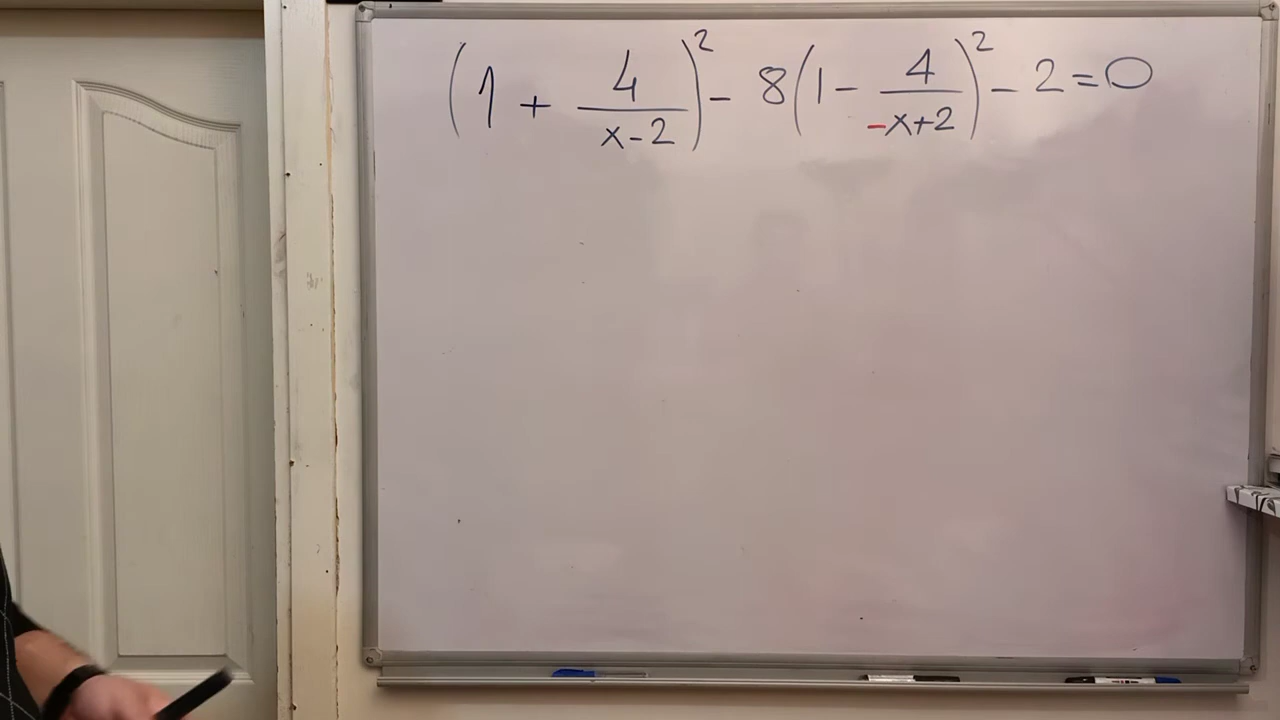 (1 + 4/(x-2))² - 8(1 - 4/(-x+2))² - 2 = 0